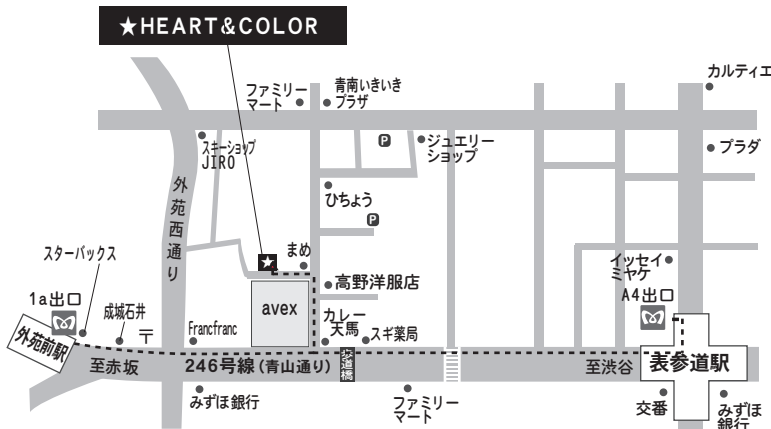 ★HEART&COLOR
ファミリー
マート
青南いきいき
プラザ
カルティエ
スキーショップ
JIRO
P
ジュエリー
ショップ
プラダ
外苑西通り
ひちょう
P
スターバックス
まめ
イッセイ
ミヤケ
高野洋服店
A4出口
1a出口
成城石井
〒
avex
Francfranc
カレー
天馬
スギ薬局
外苑前駅
至赤坂
246号線(青山通り)
歩道橋
至渋谷
表参道駅
みずほ銀行
ファミリー
マート
交番
みずほ
銀行